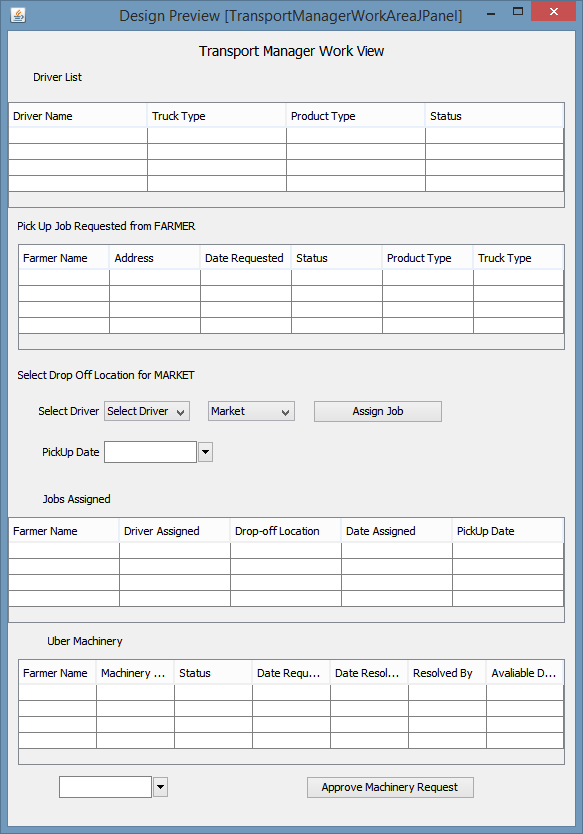 Design Preview [TransportManagerWorkAreaJPanel]
Transport Manager Work View
Driver List
Driver Name Truck Type Product Type Status
Pick Up Job Requested from FARMER
Farmer Name Address Date Requested Status Product Type Truck Type
Select Drop Off Location for MARKET
Select Driver Select Driver Market Assign Job
PickUp Date
Jobs Assigned
Farmer Name Driver Assigned Drop-off Location Date Assigned PickUp Date
Uber Machinery
Farmer Name Machinery ... Status Date Requ... Date Resol... Resolved By Avaliable D...
Approve Machinery Request